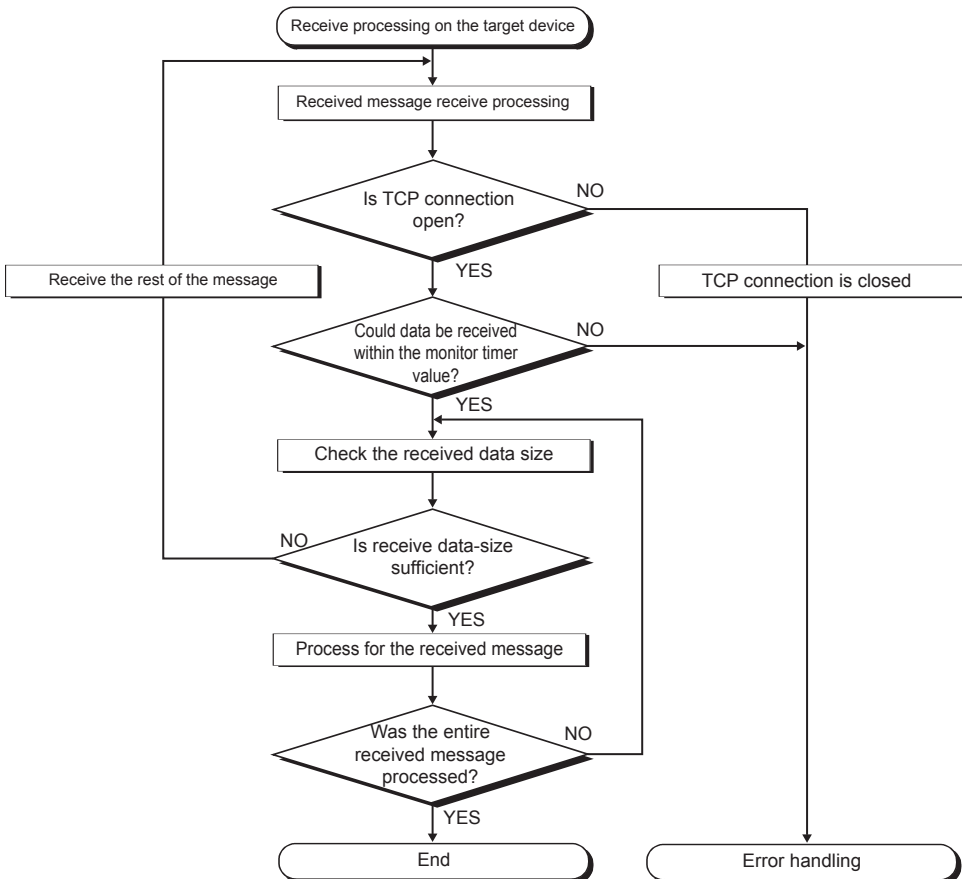 Receive processing on the target device
Received message receive processing
Is TCP connection
open?
NO
YES
Receive the rest of the message
TCP connection is closed
Could data be received
within the monitor timer
value?
NO
YES
Check the received data size
NO
Is receive data-size
sufficient?
YES
Process for the received message
Was the entire
received message
processed?
NO
YES
End
Error handling